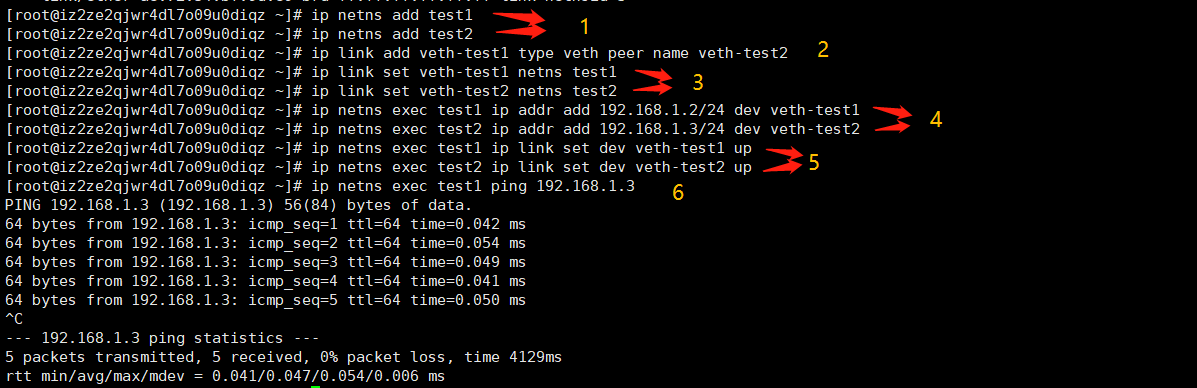 [root@iz2ze2qjwr4dl7o09u0diqz ~]# ip netns add test1
1
[root@iz2ze2qjwr4dl7o09u0diqz ~]# ip netns add test2
[root@iz2ze2qjwr4dl7o09u0diqz ~]# ip link add veth-test1 type veth peer name veth-test2 2
[root@iz2ze2qjwr4dl7o09u0diqz ~]# ip link set veth-test1 netns test1
3
[root@iz2ze2qjwr4dl7o09u0diqz ~]# ip link set veth-test2 netns test2
[root@iz2ze2qjwr4dl7o09u0diqz ~]# ip netns exec test1 ip addr add 192.168.1.2/24 dev veth-test1
4
[root@iz2ze2qjwr4dl7o09u0diqz ~]# ip netns exec test2 ip addr add 192.168.1.3/24 dev veth-test2
[root@iz2ze2qjwr4dl7o09u0diqz ~]# ip netns exec test1 ip link set dev veth-test1 up
5
[root@iz2ze2qjwr4dl7o09u0diqz ~]# ip netns exec test2 ip link set dev veth-test2 up
[root@iz2ze2qjwr4dl7o09u0diqz ~]# ip netns exec test1 ping 192.168.1.3 6
PING 192.168.1.3 (192.168.1.3) 56(84) bytes of data.
64 bytes from 192.168.1.3: icmp_seq=1 ttl=64 time=0.042 ms
64 bytes from 192.168.1.3: icmp_seq=2 ttl=64 time=0.054 ms
64 bytes from 192.168.1.3: icmp_seq=3 ttl=64 time=0.049 ms
64 bytes from 192.168.1.3: icmp_seq=4 ttl=64 time=0.041 ms
64 bytes from 192.168.1.3: icmp_seq=5 ttl=64 time=0.050 ms
^C
--- 192.168.1.3 ping statistics ---
5 packets transmitted, 5 received, 0% packet loss, time 4129ms
rtt min/avg/max/mdev = 0.041/0.047/0.054/0.006 ms